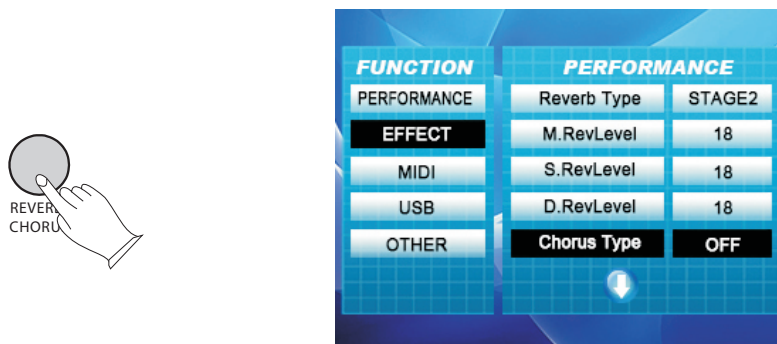 REVER
CHORU
FUNCTION
PERFORMANCE
EFFECT
MIDI
USB
OTHER
PERFORMANCE
Reverb Type STAGE2
M.RevLevel 18
S.RevLevel 18
D.RevLevel 18
Chorus Type OFF